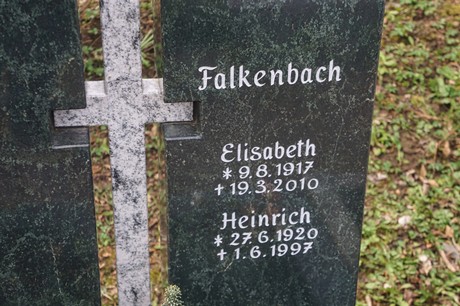 Falkenbach
Elisabeth
* 9.8.1917
+ 19.3.2010
Heinrich
* 27.6.1920
+ 1.6.1997